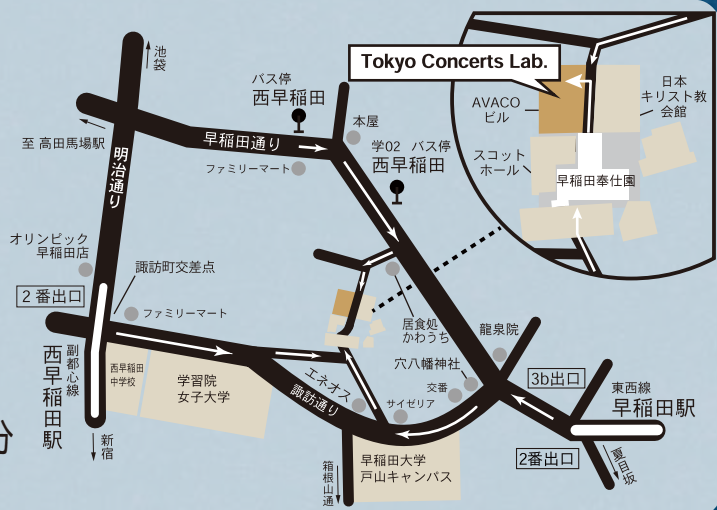 池袋
バス停
西早稲田
Tokyo Concerts Lab.
AVACO
ビル
日本
キリスト教
会館
スコット
ホール
早稲田奉仕園
本屋
学02 バス停
西早稲田
至 高田馬場駅
早稲田通り
明治通り
ファミリーマート
オリンピック
早稲田店
諏訪町交差点
2番出口
ファミリーマート
副都心線
西早稲田駅
西早稲田
中学校
学習院
女子大学
新宿
分
居食処
かわうち
龍泉院
穴八幡神社
交番
エネオス
サイゼリア
諏訪通り
3b出口
東西線
早稲田駅
2番出口
夏目坂
早稲田大学
戸山キャンパス
箱根山通